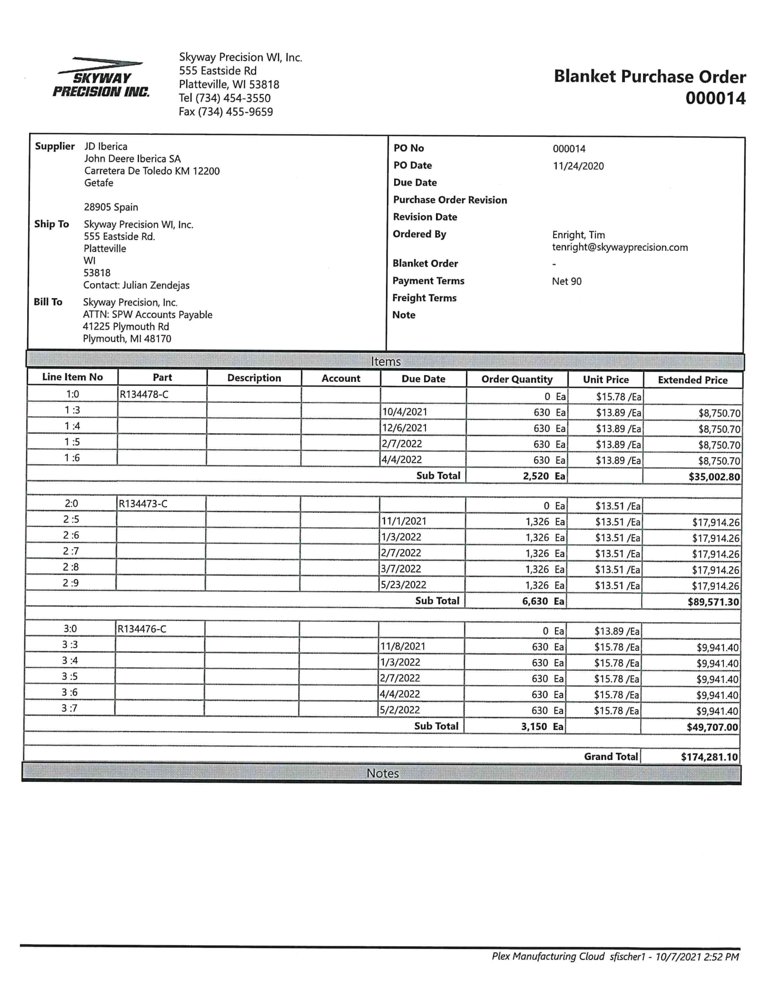 SKYWAY
PRECISION INC.
Skyway Precision WI, Inc.
555 Eastside Rd
Platteville, WI 53818
Tel (734) 454-3550
Fax (734) 455-9659
Blanket Purchase Order
000014
Supplier JD Iberica
John Deere Iberica SA
Carretera De Toledo KM 12200
Getafe
28905 Spain
Ship To Skyway Precision WI, Inc.
555 Eastside Rd.
Platteville
WI
53818
Contact: Julian Zendejas
Bill To Skyway Precision, Inc.
ATTN: SPW Accounts Payable
41225 Plymouth Rd
Plymouth, MI 48170
PO No 000014
PO Date 11/24/2020
Due Date
Purchase Order Revision
Revision Date
Ordered By Enright, Tim
tenright@skywayprecision.com
Blanket Order -
Payment Terms Net 90
Freight Terms
Note
Items
Line Item No Part Description Account Due Date Order Quantity Unit Price Extended Price
1:0 R134478-C 0 Ea $15.78 /Ea
1 :3 10/4/2021 630 Ea $13.89 /Ea $8,750.70
1 :4 12/6/2021 630 Ea $13.89 /Ea $8,750.70
1 :5 2/7/2022 630 Ea $13.89 /Ea $8,750.70
1 :6 4/4/2022 630 Ea $13.89 /Ea $8,750.70
Sub Total 2,520 Ea $35,002.80
2:0 R134473-C 0 Ea $13.51 /Ea
2 :5 11/1/2021 1,326 Ea $13.51 /Ea $17,914.26
2 :6 1/3/2022 1,326 Ea $13.51 /Ea $17,914.26
2 :7 2/7/2022 1,326 Ea $13.51 /Ea $17,914.26
2 :8 3/7/2022 1,326 Ea $13.51 /Ea $17,914.26
2 :9 5/23/2022 1,326 Ea $13.51 /Ea $17,914.26
Sub Total 6,630 Ea $89,571.30
3:0 R134476-C 0 Ea $13.89 /Ea
3 :3 11/8/2021 630 Ea $15.78 /Ea $9,941.40
3 :4 1/3/2022 630 Ea $15.78 /Ea $9,941.40
3 :5 2/7/2022 630 Ea $15.78 /Ea $9,941.40
3 :6 4/4/2022 630 Ea $15.78 /Ea $9,941.40
3 :7 5/2/2022 630 Ea $15.78 /Ea $9,941.40
Sub Total 3,150 Ea $49,707.00
Grand Total $174,281.10
Notes
Plex Manufacturing Cloud sfischer1 - 10/7/2021 2:52 PM